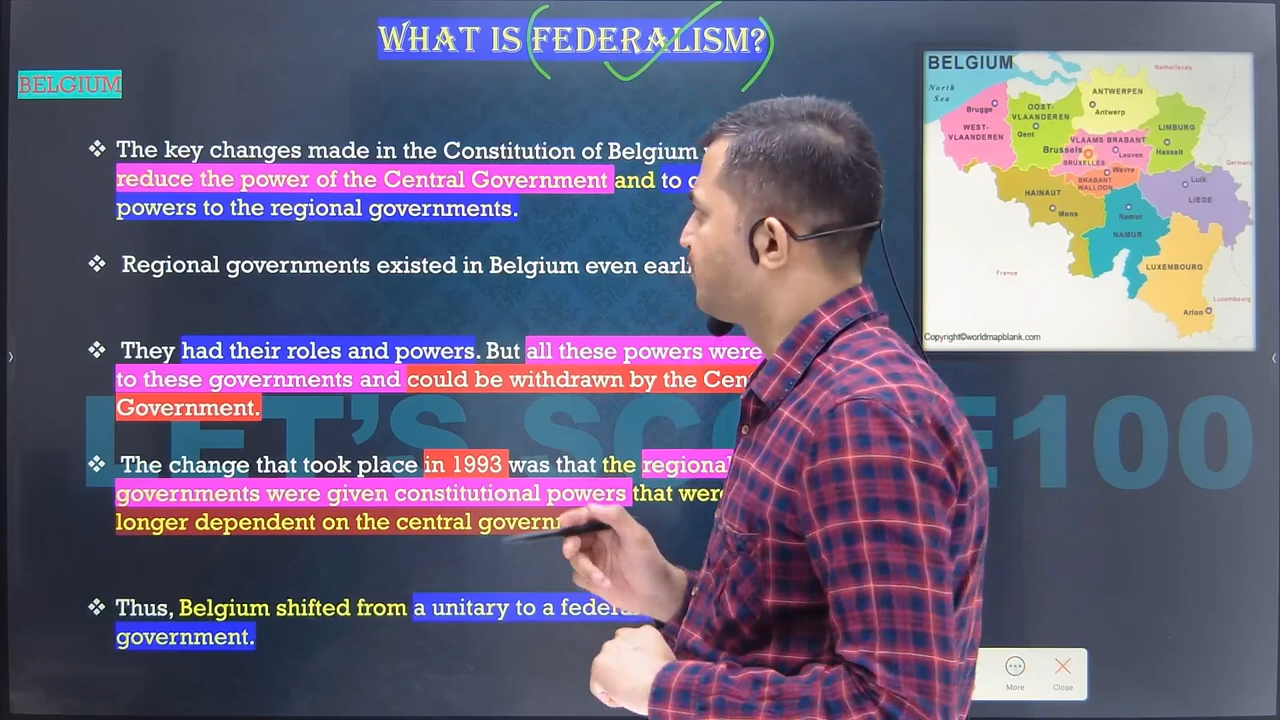 WHAT IS FEDERALISM?
BELGIUM
❖ The key changes made in the Constitution of Belgium
reduce the power of the Central Government and to
powers to the regional governments.
❖ Regional governments existed in Belgium even
❖ They had their roles and powers. But all these powers were
to these governments and could be withdrawn by the
Government.
❖ The change that took place in 1993 was that the regional
governments were given constitutional powers that were
longer dependent on the central
❖ Thus, Belgium shifted from a unitary to a
government.
LET'S 100
BELGIUM
Netherlands
North
Sea
ANTWERPEN
Antwerp
Brugge
OOST-
VLAANDEREN
Gent
WEST-
VLAANDEREN
LIMBURG
Hasselt
VLAAMS BRABANT
Brussels
Leuven
BRUXELLES
Wavre
BRABANT
WALLOON
Germany
HAINAUT
Mons
Luik
LIEGE
Namur
NAMUR
LUXEMBOURG
France
Luxembourg
Arlon
Copyright©worldmapblank.com
More
Close